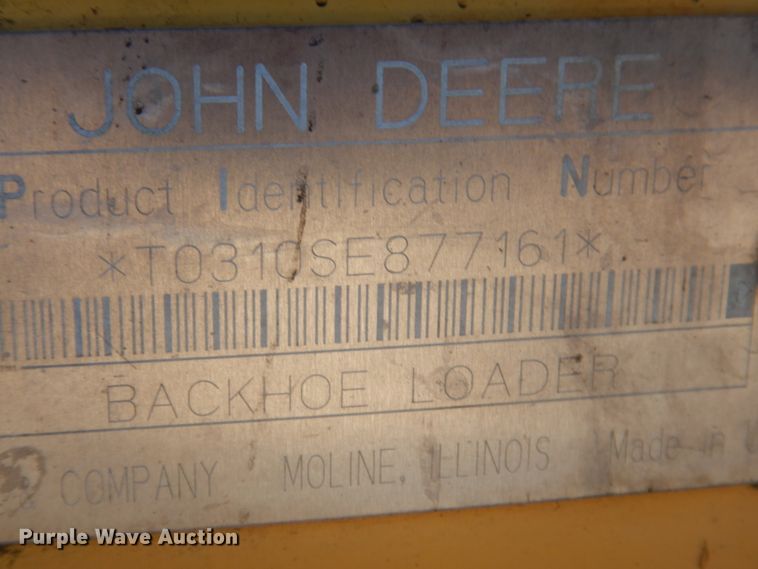 JOHN DEERE
Product Identification Number
*T0310SE877161*
BACKHOE LOADER
COMPANY MOLINE, ILLINOIS Made in
Purple Wave Auction